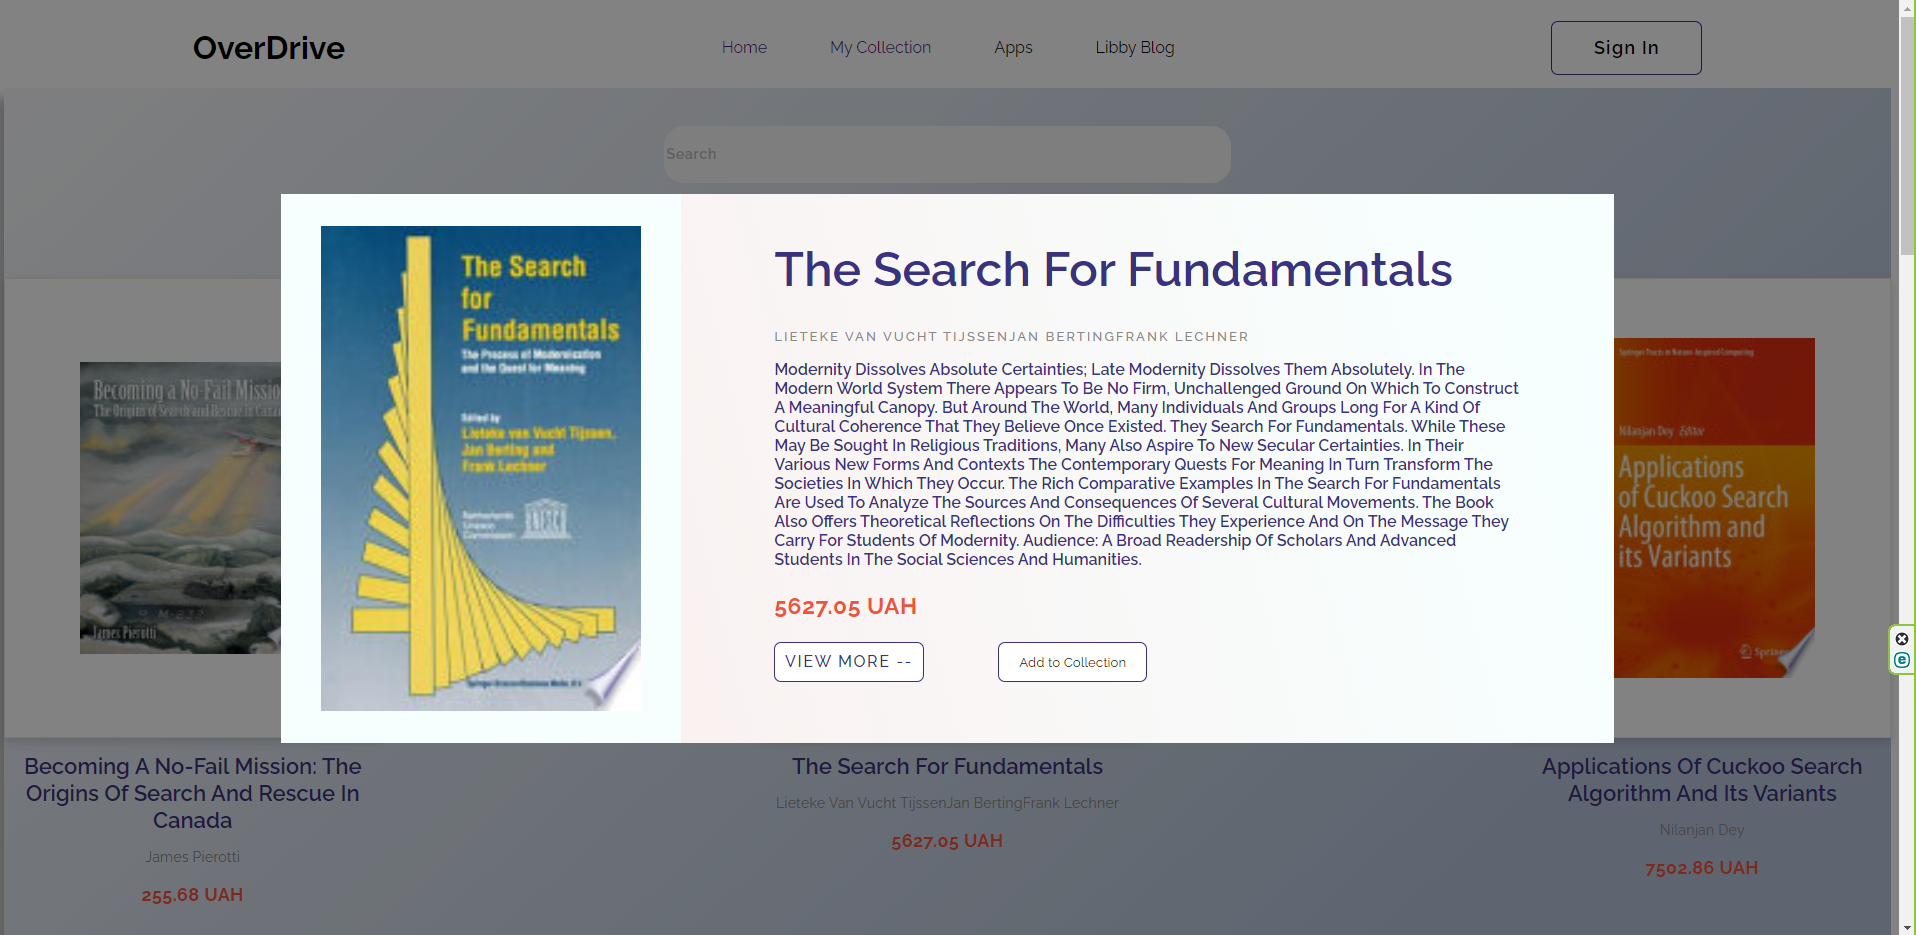 OverDrive
Home
My Collection
Apps
Libby Blog
Sign In
Search
The Search
for
Fundamentals
The Process of Modernization
and the Quest for Meaning
Edited by
Lieteke van Vucht Tijssen,
Jan Berting and
Frank Lechner
Netherlands
Unesco
Commission
UNESCO
The Search For Fundamentals
LIETEKE VAN VUCHT TIJSSENJAN BERTINGFRANK LECHNER
Modernity Dissolves Absolute Certainties; Late Modernity Dissolves Them Absolutely. In The
Modern World System There Appears To Be No Firm, Unchallenged Ground On Which To Construct
A Meaningful Canopy. But Around The World, Many Individuals And Groups Long For A Kind Of
Cultural Coherence That They Believe Once Existed. They Search For Fundamentals. While These
May Be Sought In Religious Traditions, Many Also Aspire To New Secular Certainties. In Their
Various New Forms And Contexts The Contemporary Quests For Meaning In Turn Transform The
Societies In Which They Occur. The Rich Comparative Examples In The Search For Fundamentals
Are Used To Analyze The Sources And Consequences Of Several Cultural Movements. The Book
Also Offers Theoretical Reflections On The Difficulties They Experience And On The Message They
Carry For Students Of Modernity. Audience: A Broad Readership Of Scholars And Advanced
Students In The Social Sciences And Humanities.
5627.05 UAH
VIEW MORE --
Add to Collection
Becoming a No-Fail Missio
The Origins of Search and Rescue in Cana
James Pierotti
Springer Tracts in Nature-Inspired Computing
Nilanjan Dey Editor
Applications
of Cuckoo Search
Algorithm and
its Variants
Springer
Becoming A No-Fail Mission: The
Origins Of Search And Rescue In
Canada
James Pierotti
255.68 UAH
The Search For Fundamentals
Lieteke Van Vucht TijssenJan BertingFrank Lechner
5627.05 UAH
Applications Of Cuckoo Search
Algorithm And Its Variants
Nilanjan Dey
7502.86 UAH